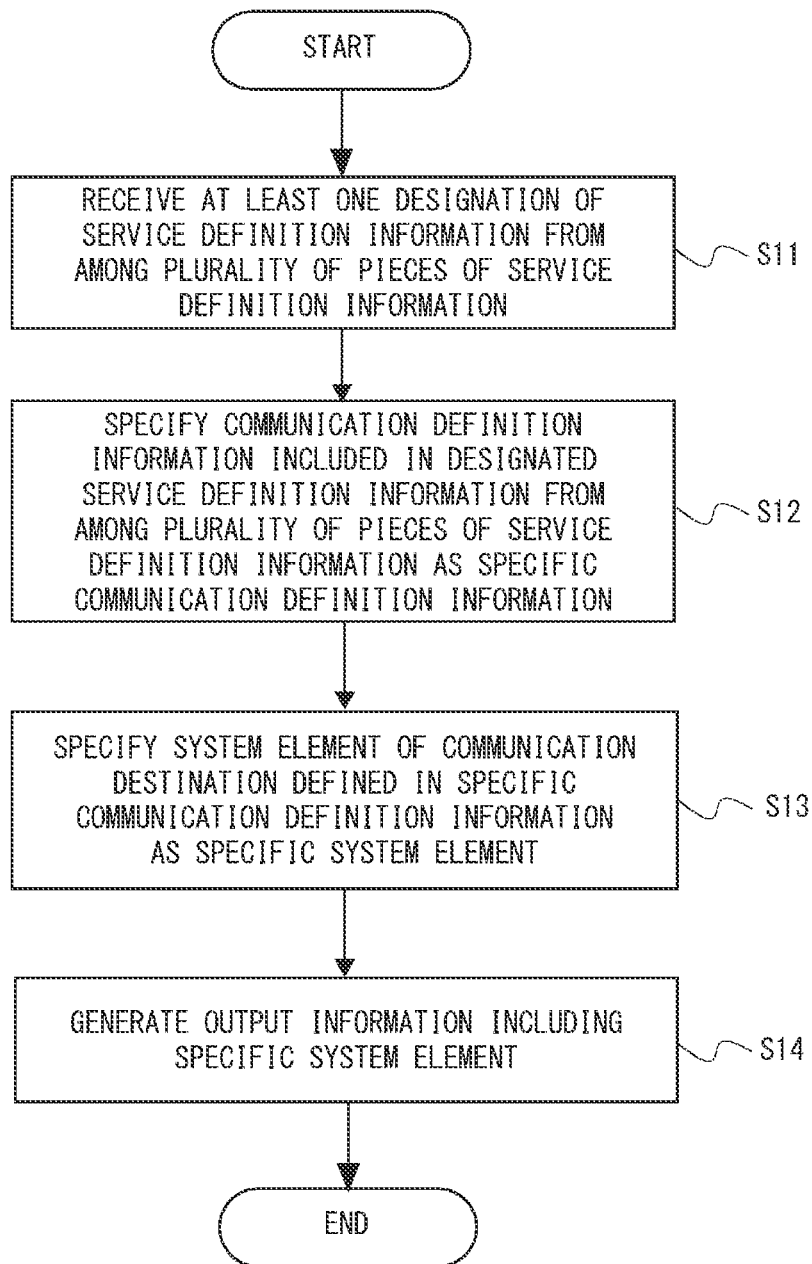 START
RECEIVE AT LEAST ONE DESIGNATION OF
SERVICE DEFINITION INFORMATION FROM
AMONG PLURALITY OF PIECES OF SERVICE
DEFINITION INFORMATION
S11
SPECIFY COMMUNICATION DEFINITION
INFORMATION INCLUDED IN DESIGNATED
SERVICE DEFINITION INFORMATION FROM
AMONG PLURALITY OF PIECES OF SERVICE
DEFINITION INFORMATION AS SPECIFIC
COMMUNICATION DEFINITION INFORMATION
S12
SPECIFY SYSTEM ELEMENT OF COMMUNICATION
DESTINATION DEFINED IN SPECIFIC
COMMUNICATION DEFINITION INFORMATION
AS SPECIFIC SYSTEM ELEMENT
S13
GENERATE OUTPUT INFORMATION INCLUDING
SPECIFIC SYSTEM ELEMENT
S14
END